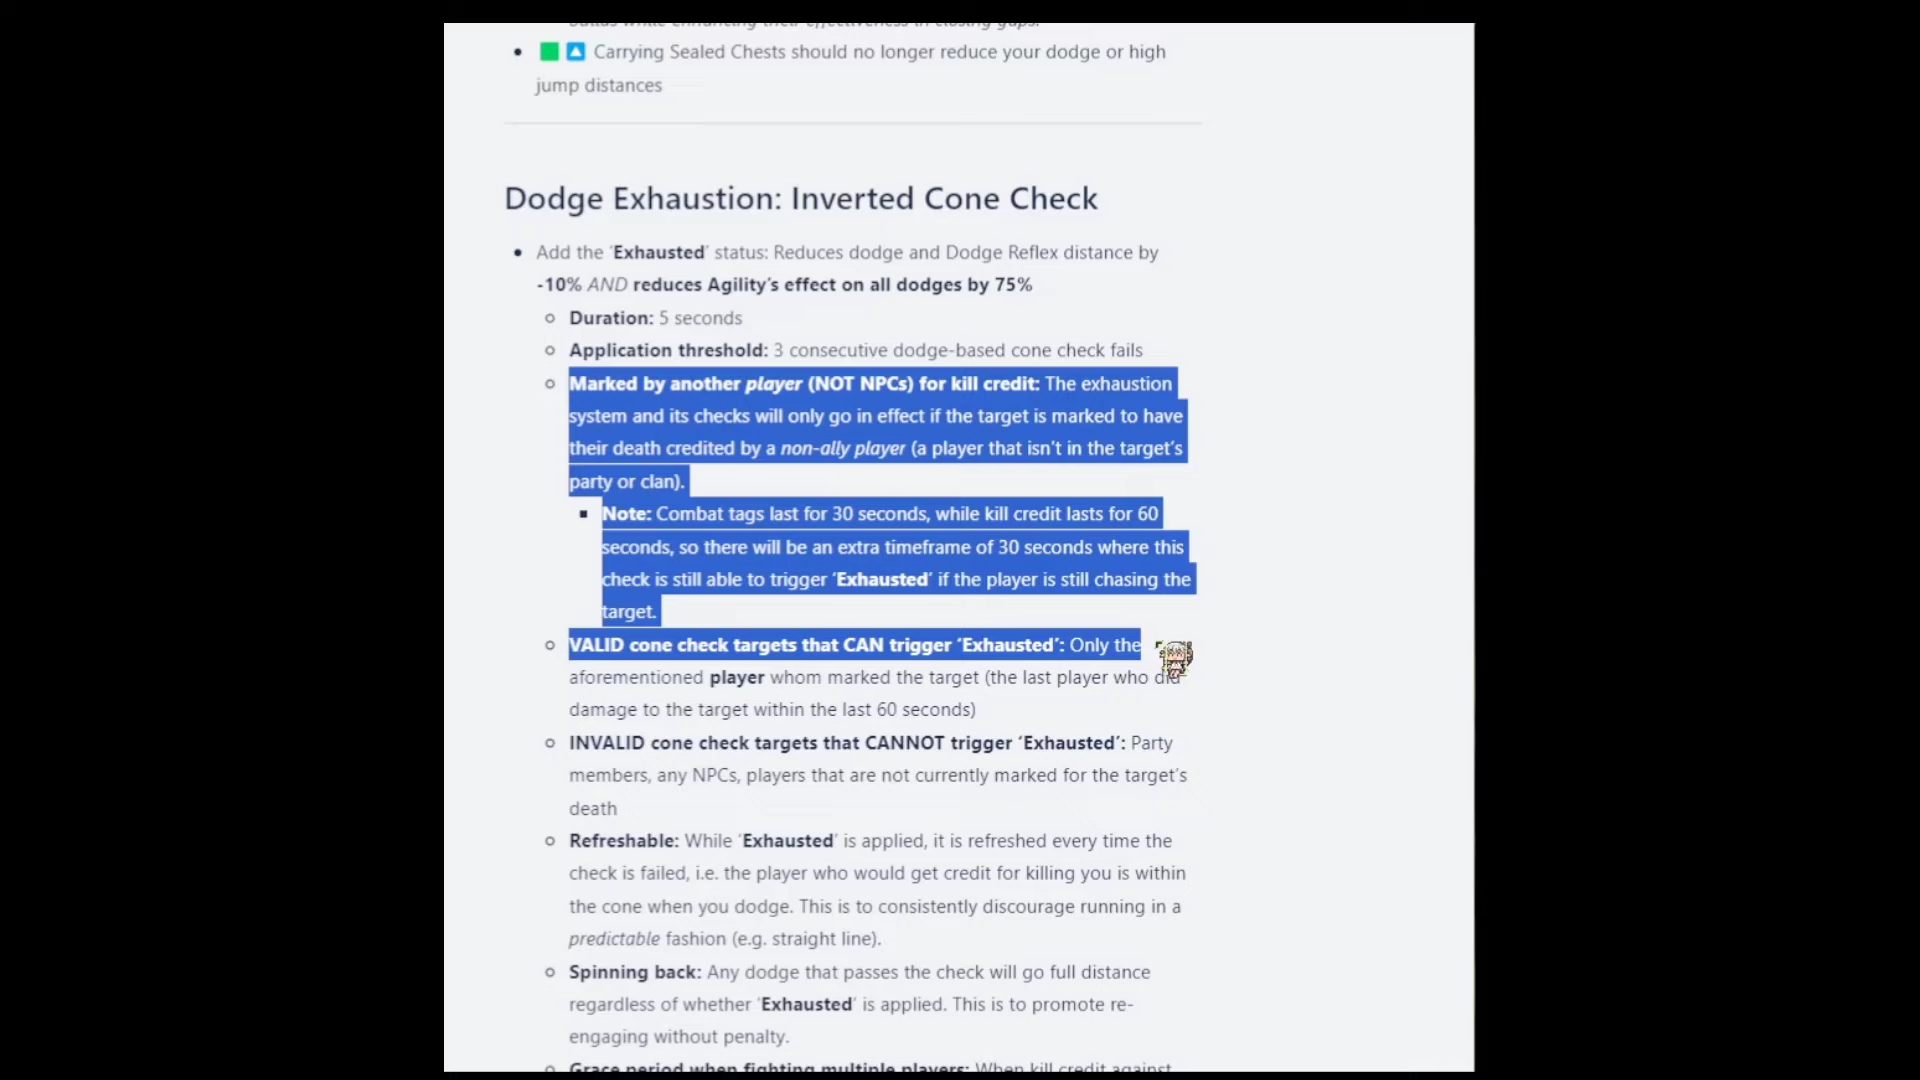 builds while enhancing their effectiveness in closing gaps.
Carrying Sealed Chests should no longer reduce your dodge or high
jump distances
Dodge Exhaustion: Inverted Cone Check
Add the ‘Exhausted’ status: Reduces dodge and Dodge Reflex distance by
-10% AND reduces Agility’s effect on all dodges by 75%
Duration: 5 seconds
Application threshold: 3 consecutive dodge-based cone check fails
Marked by another player (NOT NPCs) for kill credit: The exhaustion
system and its checks will only go in effect if the target is marked to have
their death credited by a non-ally player (a player that isn’t in the target’s
party or clan).
Note: Combat tags last for 30 seconds, while kill credit lasts for 60
seconds, so there will be an extra timeframe of 30 seconds where this
check is still able to trigger ‘Exhausted’ if the player is still chasing the
target.
VALID cone check targets that CAN trigger ‘Exhausted’: Only the
aforementioned player whom marked the target (the last player who did
damage to the target within the last 60 seconds)
INVALID cone check targets that CANNOT trigger ‘Exhausted’: Party
members, any NPCs, players that are not currently marked for the target’s
death
Refreshable: While ‘Exhausted’ is applied, it is refreshed every time the
check is failed, i.e. the player who would get credit for killing you is within
the cone when you dodge. This is to consistently discourage running in a
predictable fashion (e.g. straight line).
Spinning back: Any dodge that passes the check will go full distance
regardless of whether ‘Exhausted’ is applied. This is to promote re-
engaging without penalty.
Grace period when fighting multiple players: When kill credit against